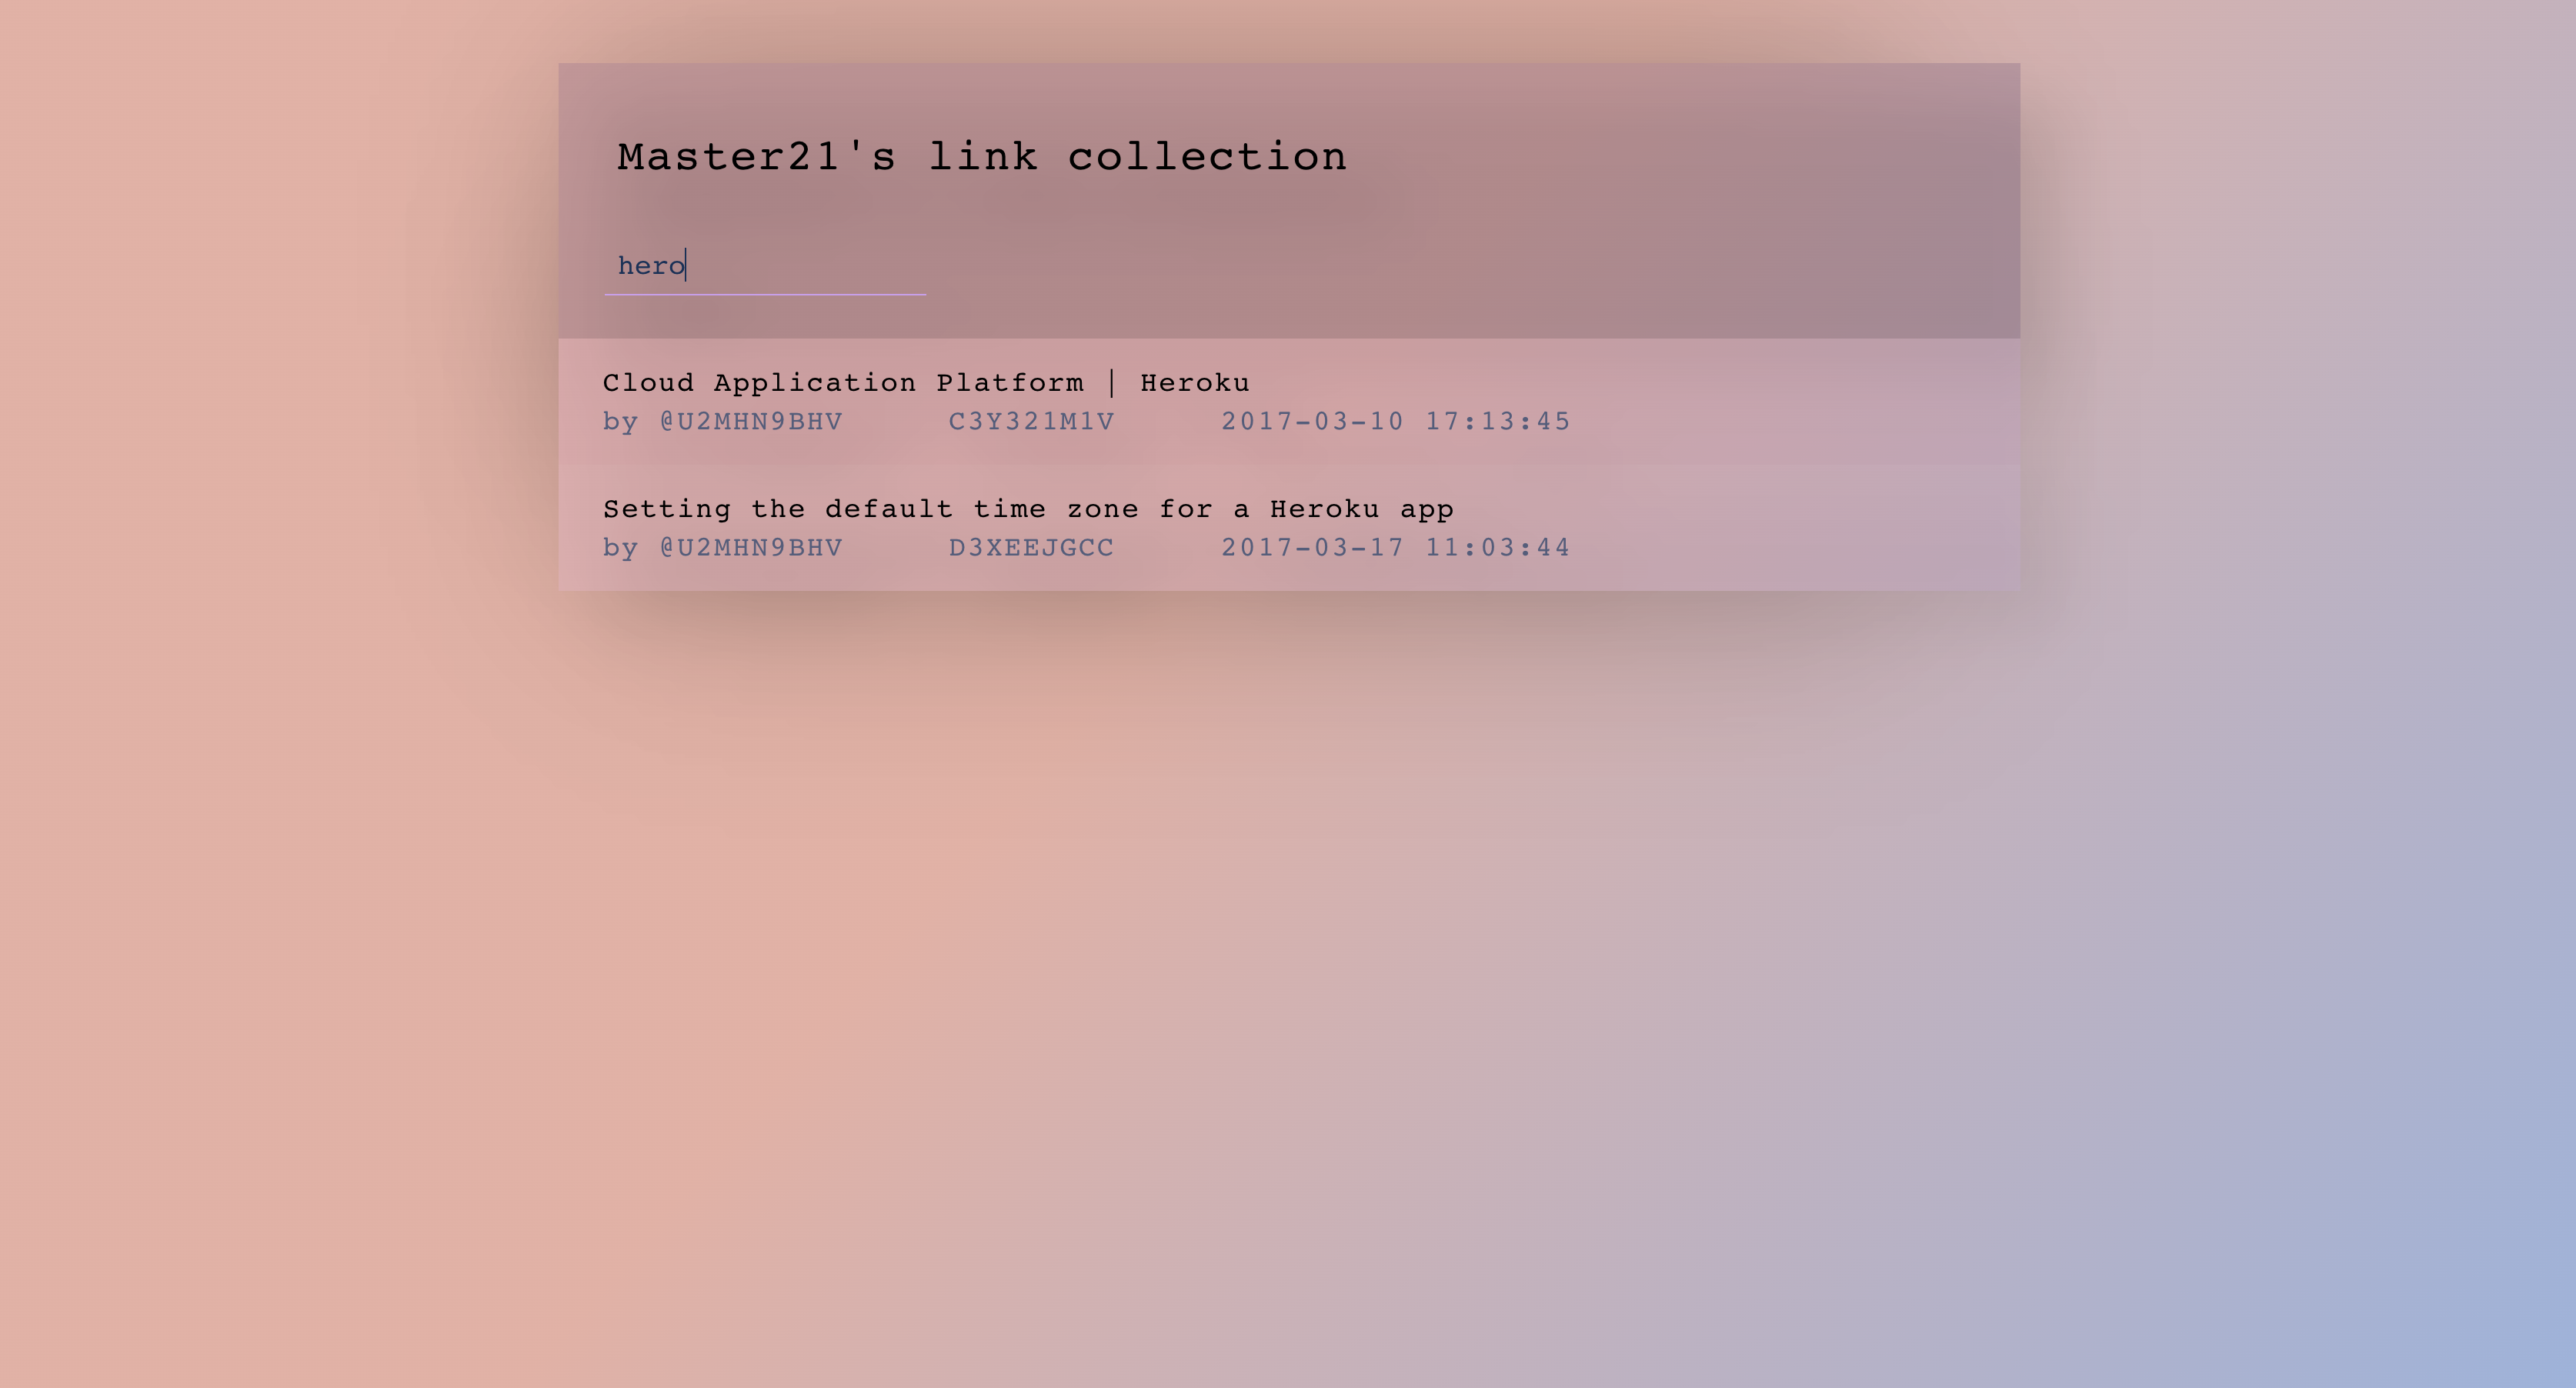 Master21's link collection
hero
Cloud Application Platform | Heroku
by @U2MHN9BHV C3Y321M1V 2017-03-10 17:13:45
Setting the default time zone for a Heroku app
by @U2MHN9BHV D3XEEJGCC 2017-03-17 11:03:44